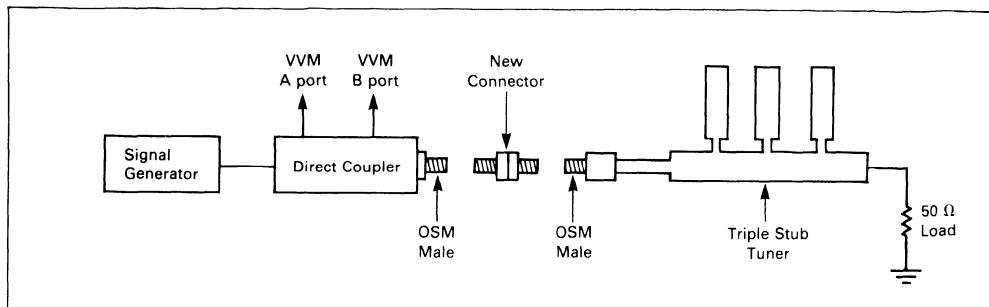 VVM
A port
VVM
B port
New
Connector
Signal
Generator
Direct Coupler
OSM
Male
OSM
Male
Triple Stub
Tuner
50 Ω
Load